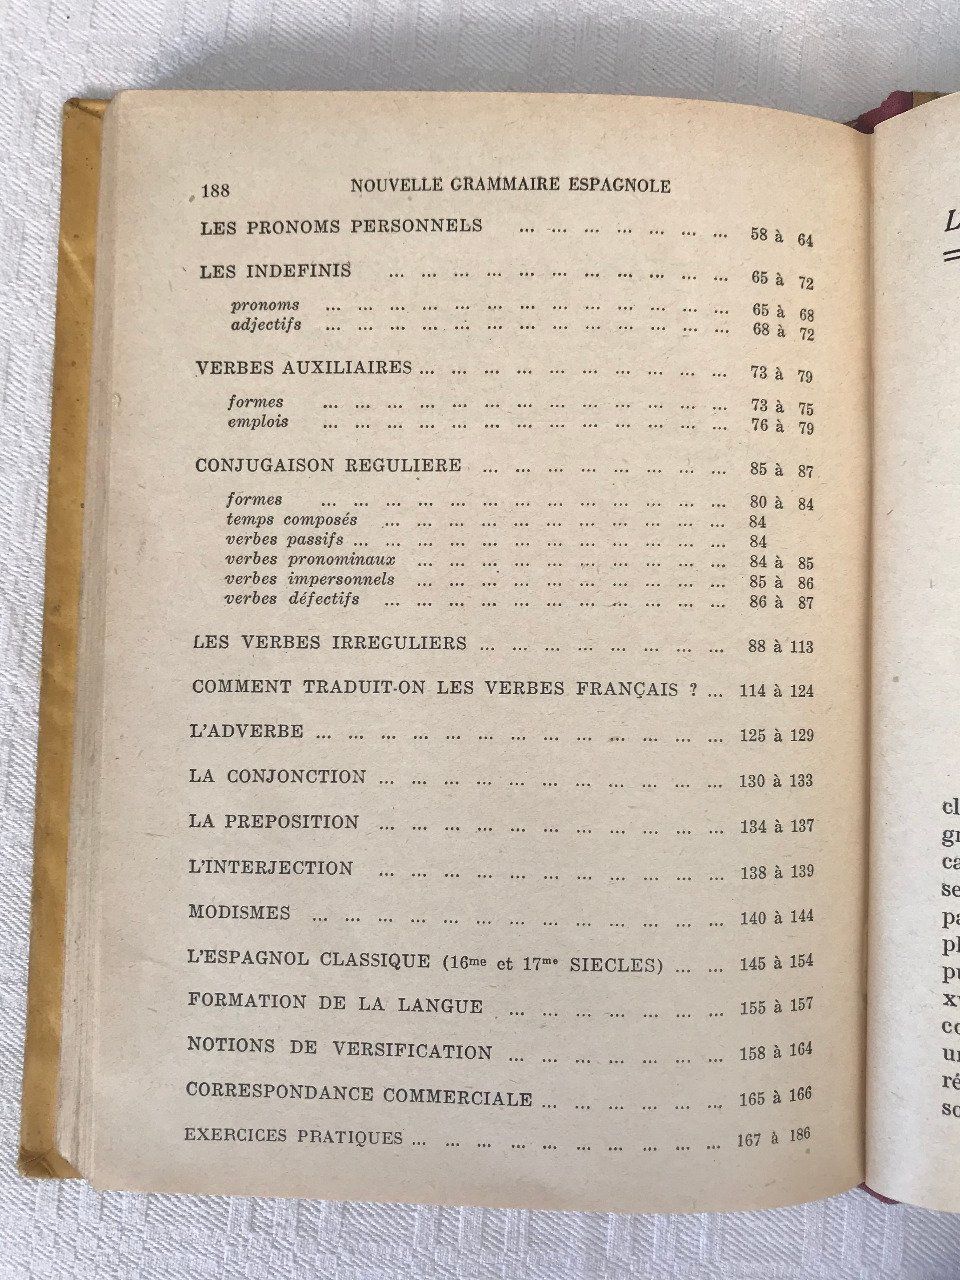 188 NOUVELLE GRAMMAIRE ESPAGNOLE
LES PRONOMS PERSONNELS ... ... ... ... ... ... ... 58 à 64
LES INDEFINIS ... ... ... ... ... ... ... ... ... ... ... 65 à 72
pronoms ... ... ... ... ... ... ... ... ... ... ... ... ... 65 à 68
adjectifs ... ... ... ... ... ... ... ... ... ... ... ... ... 68 à 72
VERBES AUXILIAIRES ... ... ... ... ... ... ... ... ... ... 73 à 79
formes ... ... ... ... ... ... ... ... ... ... ... ... ... 73 à 75
emplois ... ... ... ... ... ... ... ... ... ... ... ... ... 76 à 79
CONJUGAISON REGULIERE ... ... ... ... ... ... ... ... 85 à 87
formes ... ... ... ... ... ... ... ... ... ... ... ... ... 80 à 84
temps composés ... ... ... ... ... ... ... ... ... ... ... 84
verbes passifs ... ... ... ... ... ... ... ... ... ... ... ... 84
verbes pronominaux ... ... ... ... ... ... ... ... ... ... 84 à 85
verbes impersonnels ... ... ... ... ... ... ... ... ... ... 85 à 86
verbes défectifs ... ... ... ... ... ... ... ... ... ... ... 86 à 87
LES VERBES IRREGULIERS ... ... ... ... ... ... ... ... 88 à 113
COMMENT TRADUIT-ON LES VERBES FRANÇAIS ? ... 114 à 124
L'ADVERBE ... ... ... ... ... ... ... ... ... ... ... ... ... 125 à 129
LA CONJONCTION ... ... ... ... ... ... ... ... ... ... ... 130 à 133
LA PREPOSITION ... ... ... ... ... ... ... ... ... ... ... 134 à 137
L'INTERJECTION ... ... ... ... ... ... ... ... ... ... ... 138 à 139
MODISMES ... ... ... ... ... ... ... ... ... ... ... ... ... 140 à 144
L'ESPAGNOL CLASSIQUE (16me et 17me SIECLES) ... ... 145 à 154
FORMATION DE LA LANGUE ... ... ... ... ... ... ... 155 à 157
NOTIONS DE VERSIFICATION ... ... ... ... ... ... ... 158 à 164
CORRESPONDANCE COMMERCIALE ... ... ... ... ... ... 165 à 166
EXERCICES PRATIQUES ... ... ... ... ... ... ... ... ... ... 167 à 186